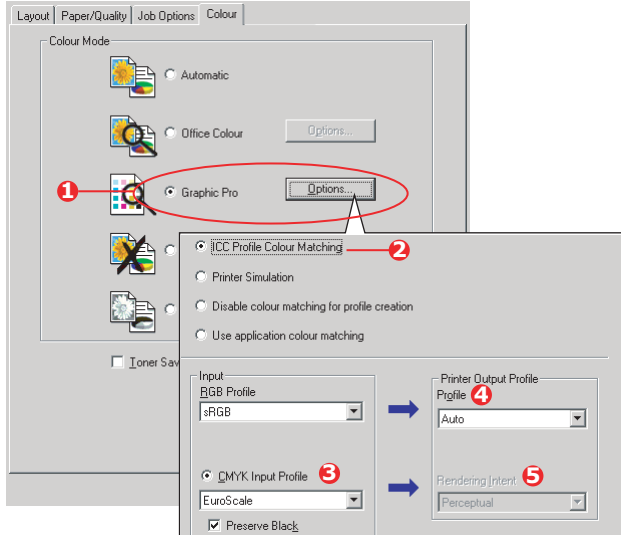 Layout Paper/Quality Job Options Colour
Colour Mode
Automatic
Office Colour Options...
1 Graphic Pro Options...
ICC Profile Colour Matching 2
Printer Simulation
Disable colour matching for profile creation
Use application colour matching
Toner Sav
Input Printer Output Profile
RGB Profile Profile 4
sRGB Auto
CMYK Input Profile 3 Rendering Intent 5
EuroScale Perceptual
Preserve Black